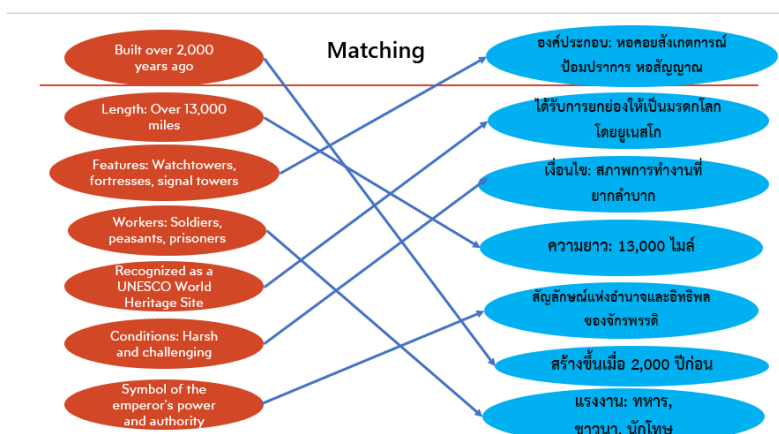 Matching
Built over 2,000
years ago
Length: Over 13,000
miles
Features: Watchtowers,
fortresses, signal towers
Workers: Soldiers,
peasants, prisoners
Recognized as a
UNESCO World
Heritage Site
Conditions: Harsh
and challenging
Symbol of the
emperor's power
and authority
องค์ประกอบ: หอคอยสังเกตการณ์
ป้อมปราการ หอสัญญาณ
ได้รับการยกย่องให้เป็นมรดกโลก
โดยยูเนสโก
เงื่อนไข: สภาพการทำงานที่
ยากลำบาก
ความยาว: 13,000 ไมล์
สัญลักษณ์แห่งอำนาจและอิทธิพล
ของจักรพรรดิ
สร้างขึ้นเมื่อ 2,000 ปีก่อน
แรงงาน: ทหาร,
ชาวนา, นักโทษ